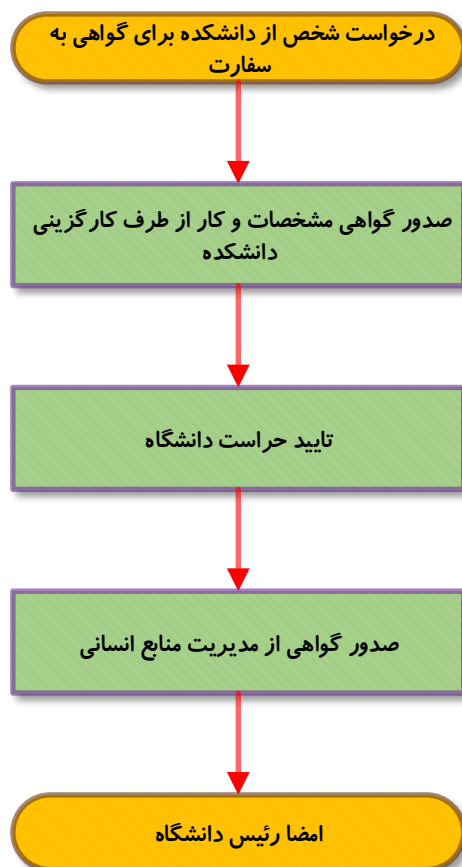 درخواست شخص از دانشکده برای گواهی به
سفارت
صدور گواهی مشخصات و کار از طرف کارگزینی
دانشکده
تایید حراست دانشگاه
صدور گواهی از مدیریت منابع انسانی
امضا رئیس دانشگاه